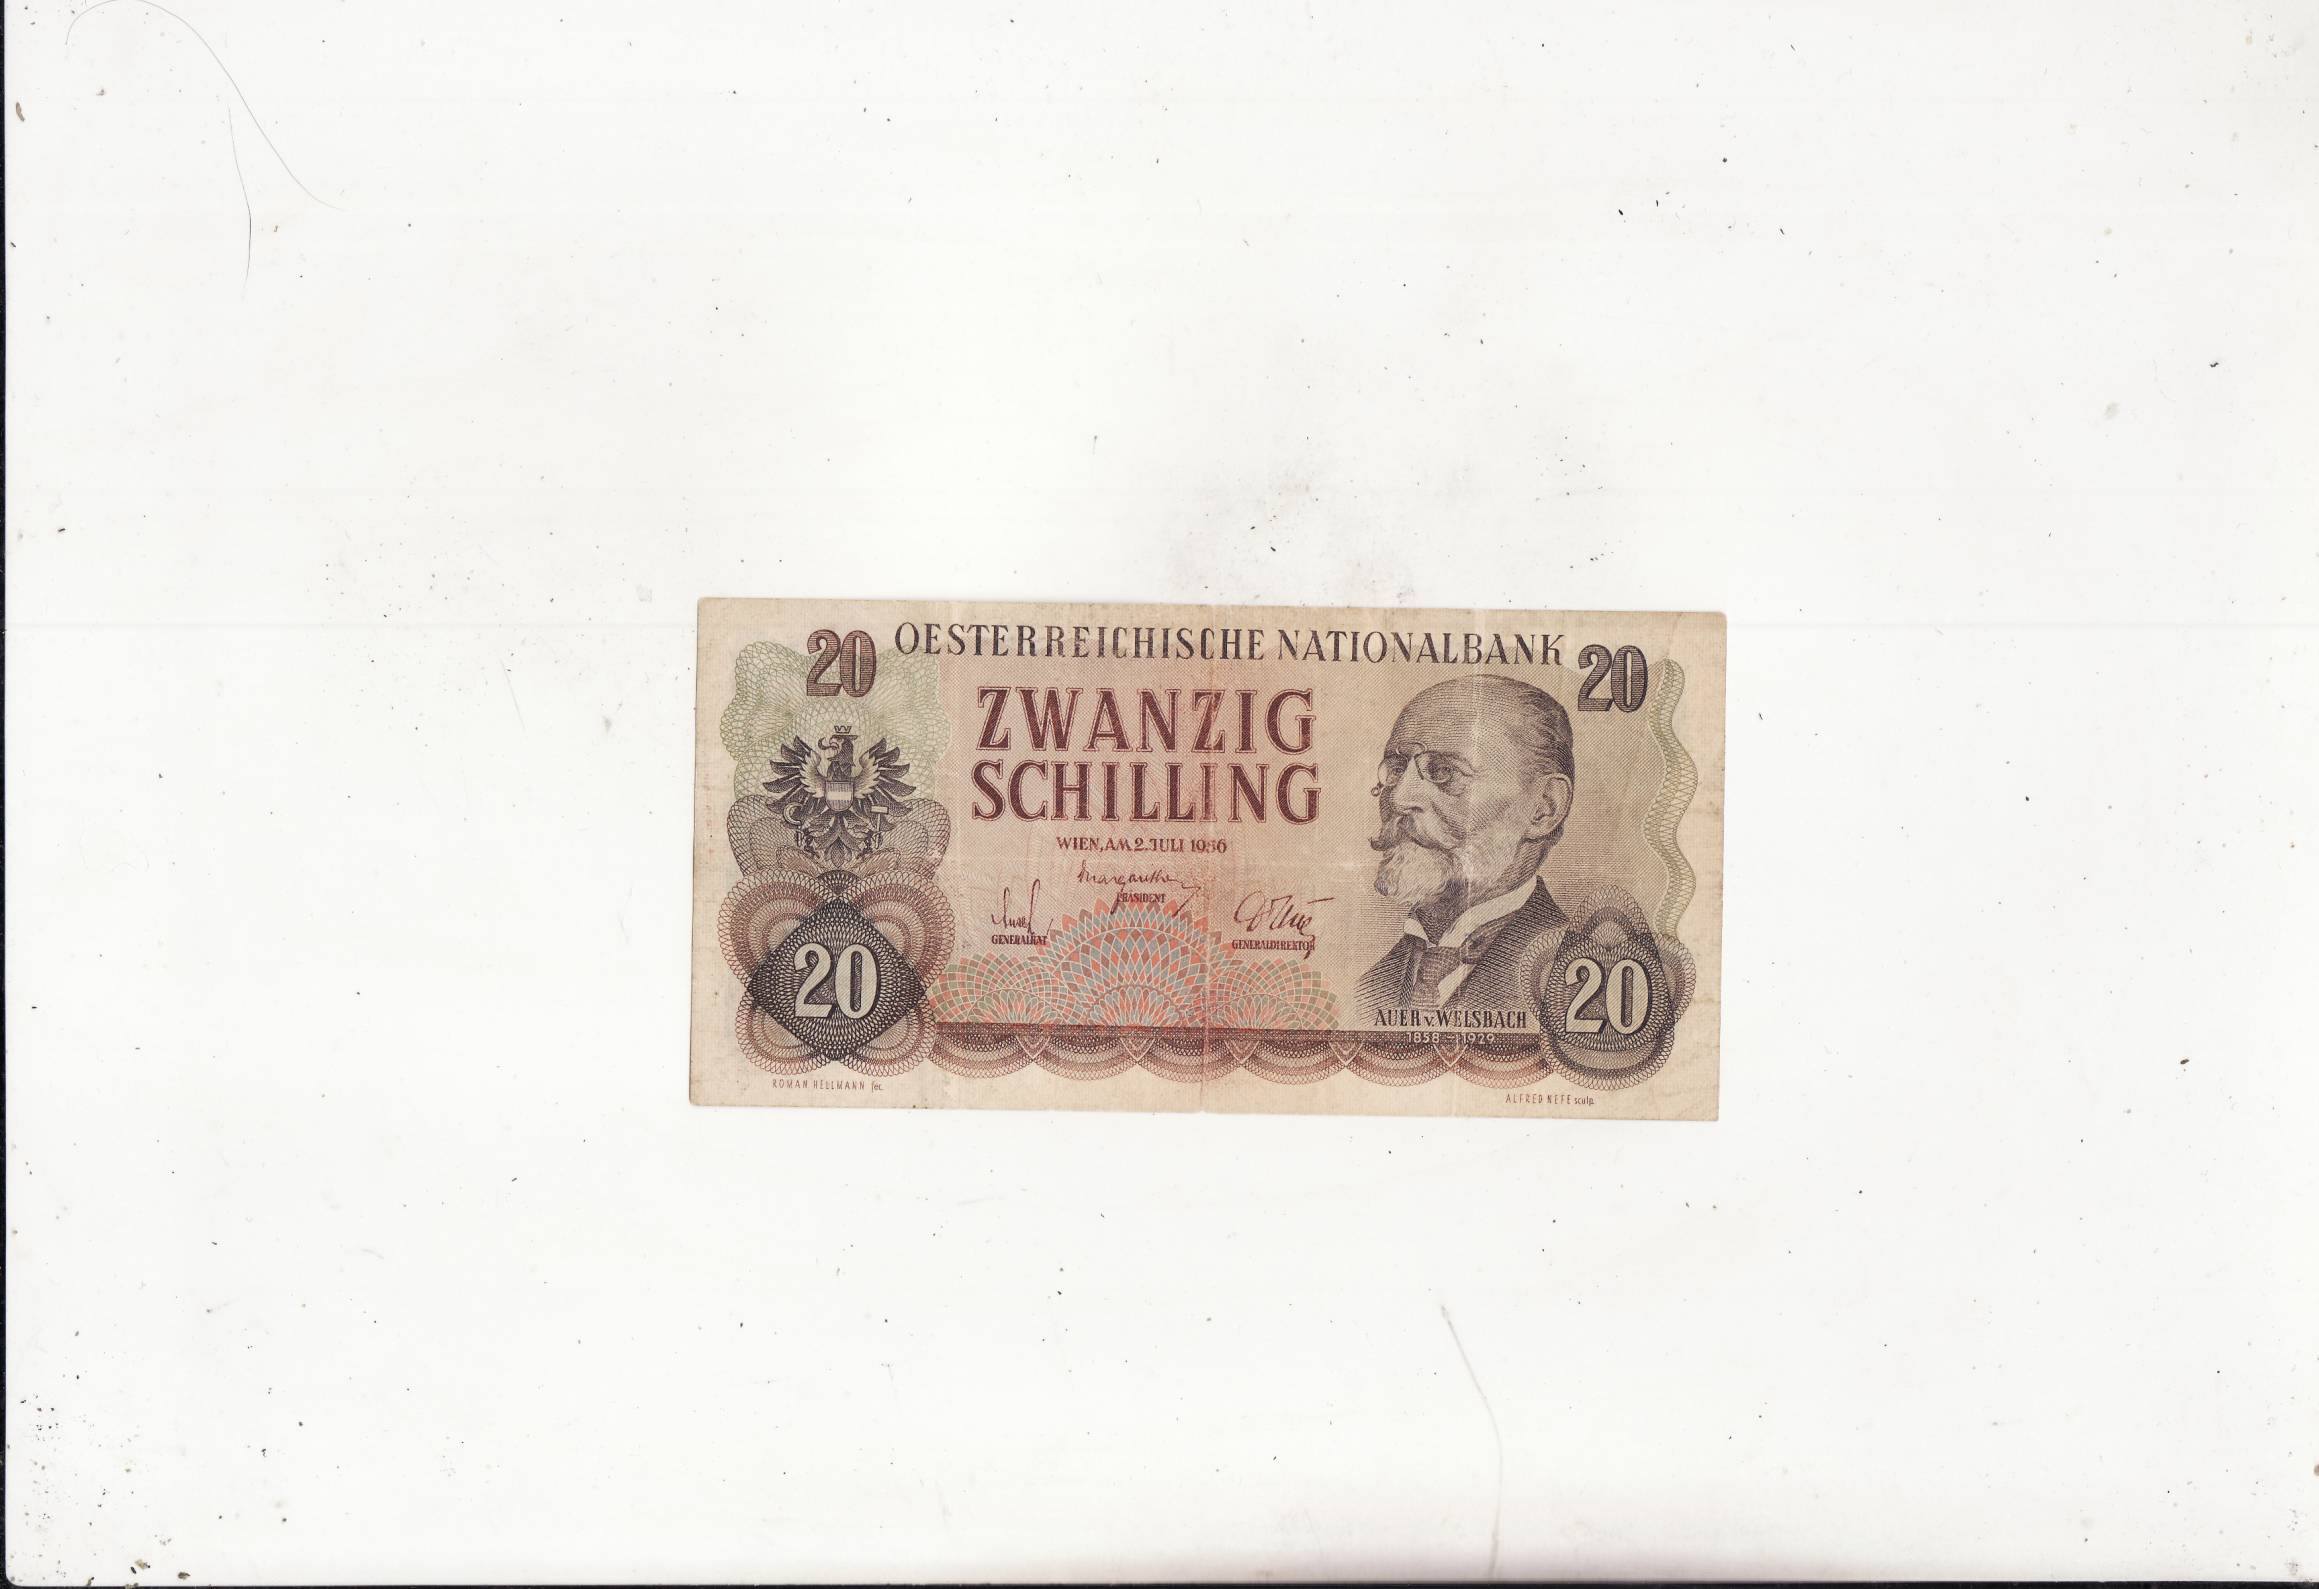 20 OESTERREICHISCHE NATIONALBANK 20
ZWANZIG
SCHILLING
WIEN, AM 2. JULI 1956
PRÄSIDENT
GENERALRAT
GENERALDIREKTOR
20
20
AUER v. WELSBACH
1858 – 1929
ROMAN HELLMANN fec.
ALFRED NEFE sculp.